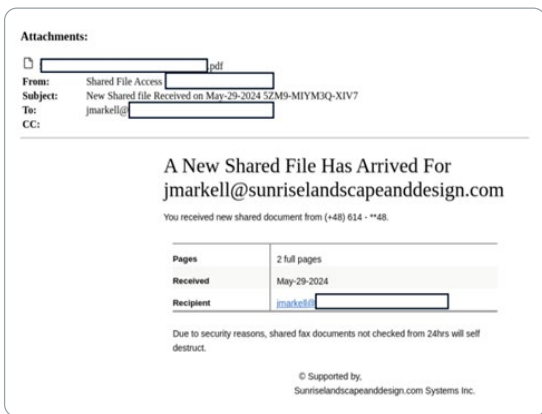 Attachments:
.pdf
From: Shared File Access
Subject: New Shared file Received on May-29-2024 5ZM9-MIYM3Q-XIV7
To: jmarkell@
CC:
A New Shared File Has Arrived For
jmarkell@sunriselandscapeanddesign.com
You received new shared document from (+48) 614 - **48.
Pages 2 full pages
Received May-29-2024
Recipient jmarkell@
Due to security reasons, shared fax documents not checked from 24hrs will self
destruct.
© Supported by,
Sunriselandscapeanddesign.com Systems Inc.